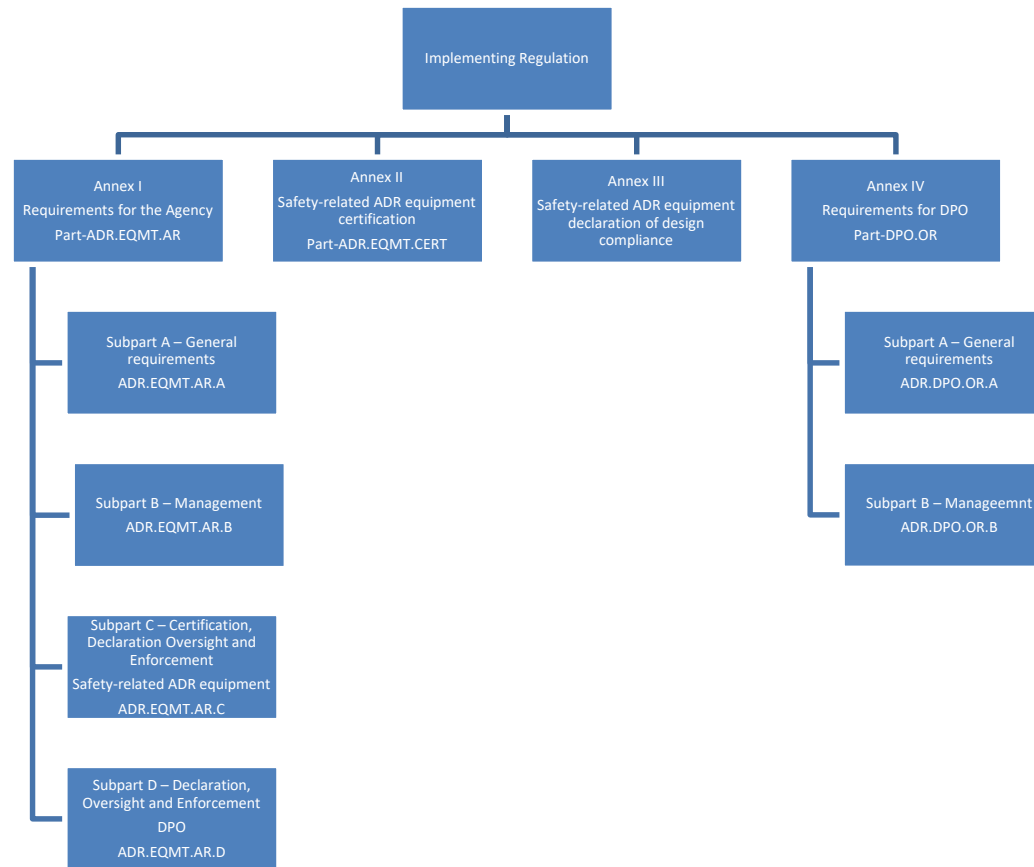 Implementing Regulation
Annex I
Requirements for the Agency
Part-ADR.EQMT.AR
Annex II
Safety-related ADR equipment
certification
Part-ADR.EQMT.CERT
Annex III
Safety-related ADR equipment
declaration of design
compliance
Annex IV
Requirements for DPO
Part-DPO.OR
Subpart A – General
requirements
ADR.EQMT.AR.A
Subpart B – Management
ADR.EQMT.AR.B
Subpart C – Certification,
Declaration Oversight and
Enforcement
Safety-related ADR equipment
ADR.EQMT.AR.C
Subpart D – Declaration,
Oversight and Enforcement
DPO
ADR.EQMT.AR.D
Subpart A – General
requirements
ADR.DPO.OR.A
Subpart B – Manageemnt
ADR.DPO.OR.B